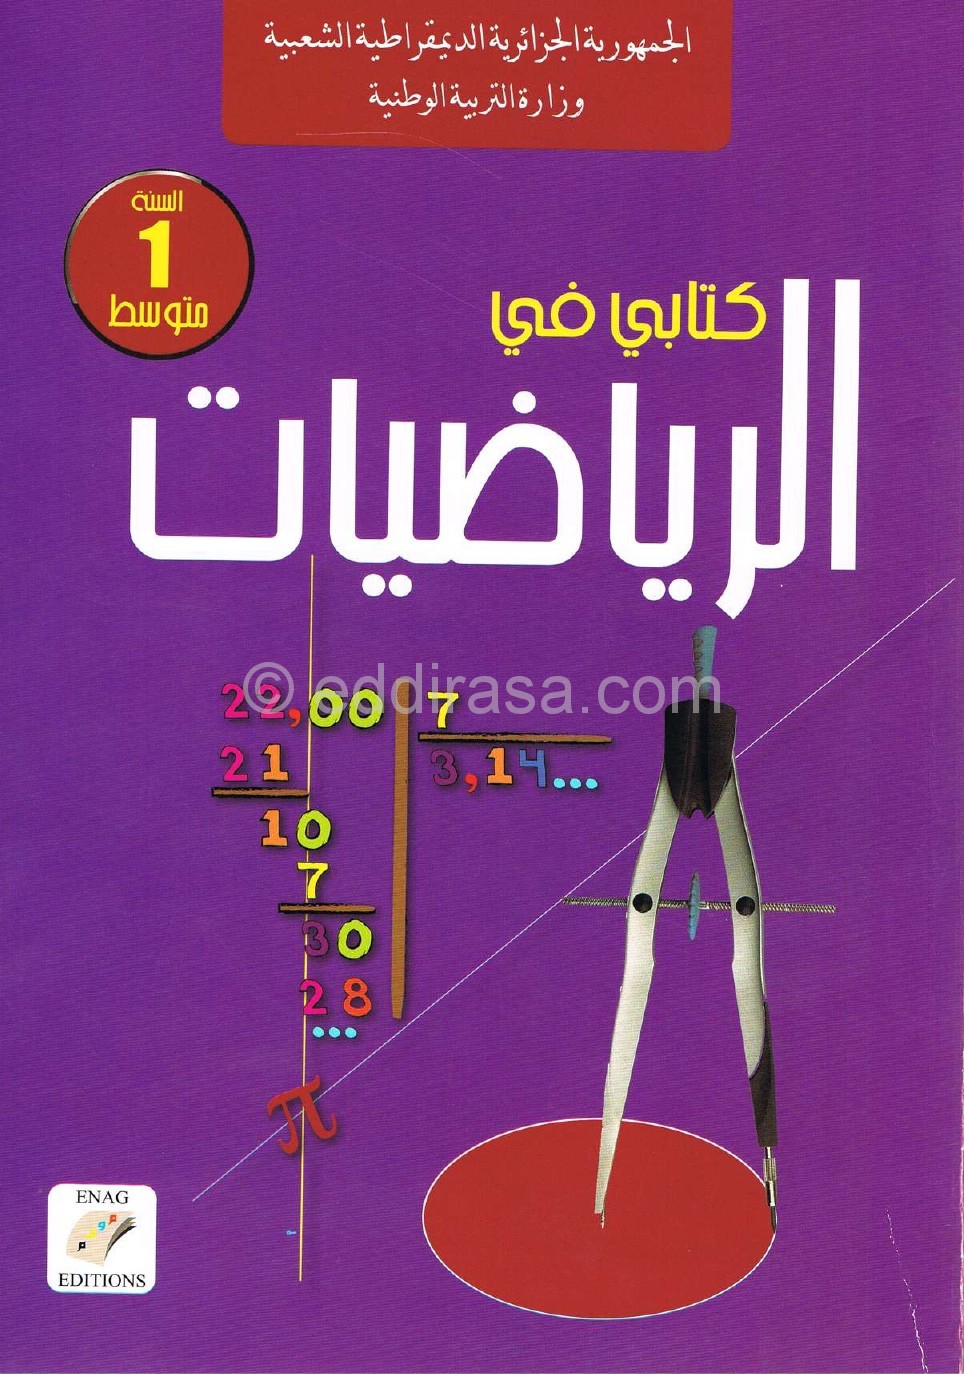 الجمهورية الجزائرية الديمقراطية الشعبية
وزارة التربية الوطنية
السنة
1
متوسط
كتابي في
الرياضيات
© eddirasa.com
22,00 7
21 3,14...
10
7
30
28
...
π
ENAG
موفم
EDITIONS